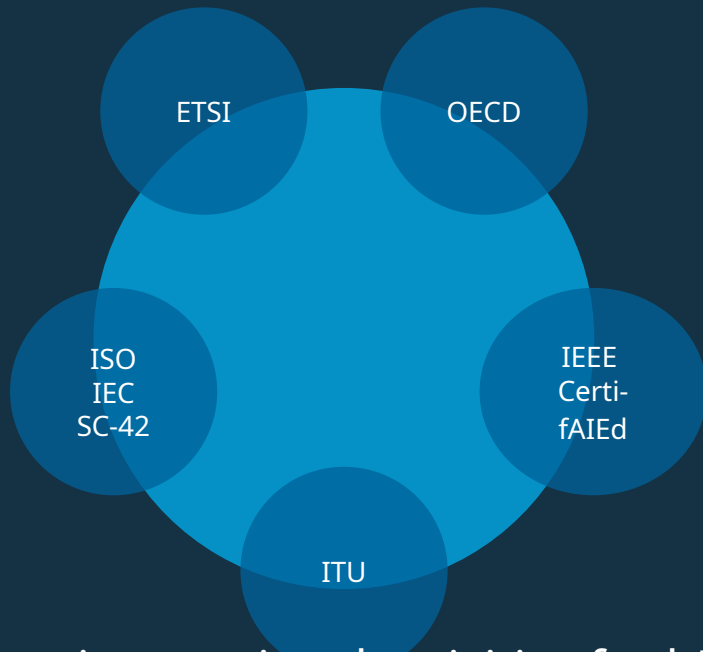 ETSI
OECD
ISO
IEC
SC-42
IEEE
Certi-
fAIEd
ITU